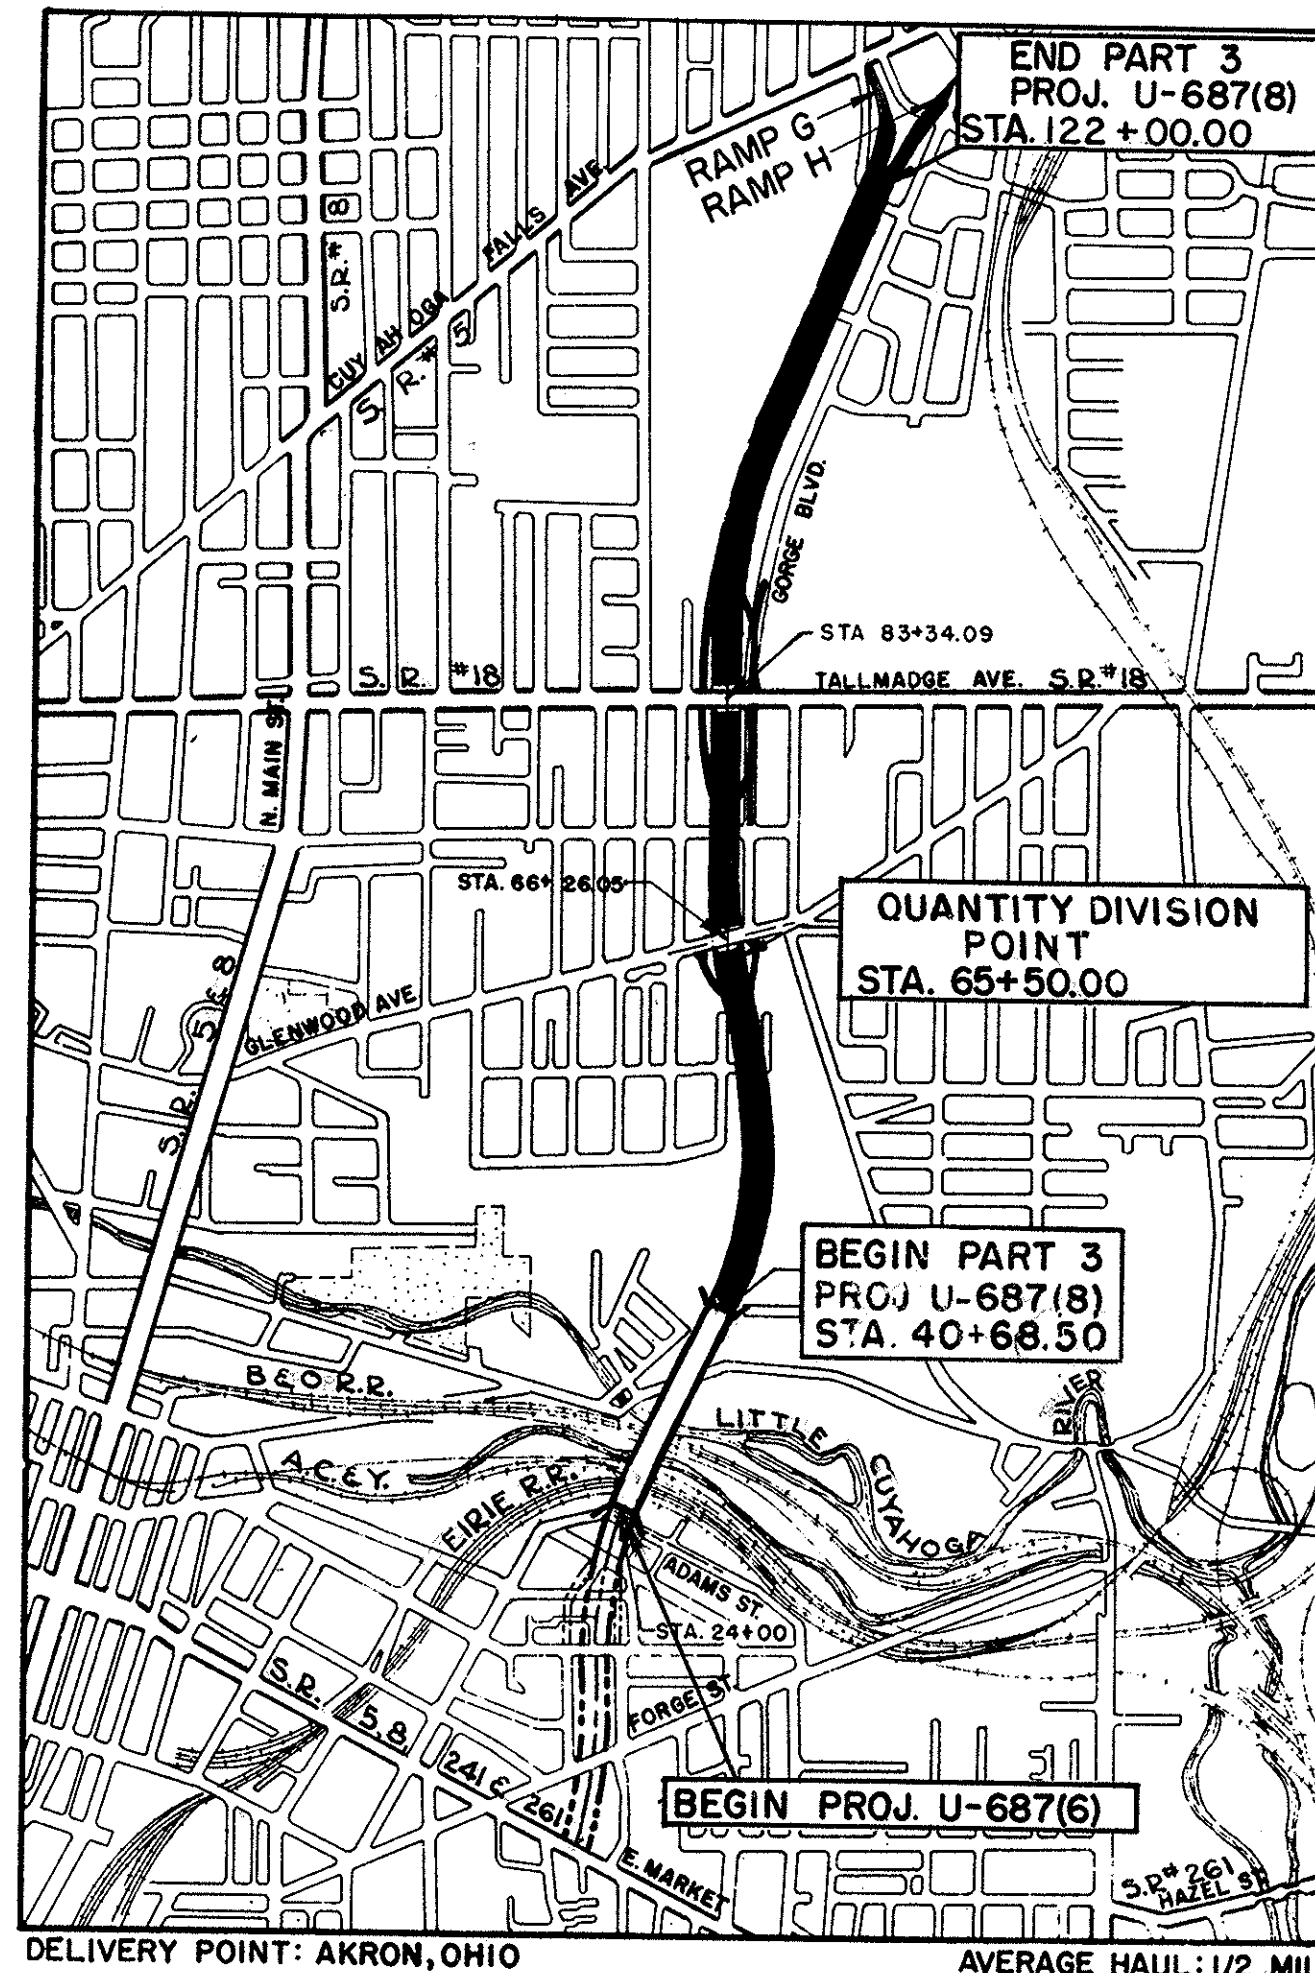 END PART 3
PROJ. U-687(8)
STA. 122+00.00
RAMP G
RAMP H
S.R.# 8
CUYAHOGA FALLS AVE.
S. R.# 5
GORGE BLVD.
STA 83+34.09
S. R. #18
TALLMADGE AVE. S.R.#18
N. MAIN ST.
STA. 66+26.05
QUANTITY DIVISION
POINT
STA. 65+50.00
S.R. 5 & 8
GLENWOOD AVE
BEGIN PART 3
PROJ U-687(8)
STA. 40+68.50
B&O R.R.
LITTLE CUYAHOGA RIVER
A.C.&Y.
EIRIE R.R.
ADAMS ST.
STA. 24+00
FORGE ST.
S.R. 5, 8, 241 & 261
BEGIN PROJ. U-687(6)
E. MARKET
S.R# 261
HAZEL ST.
DELIVERY POINT: AKRON, OHIO
AVERAGE HAUL: 1/2 MIL